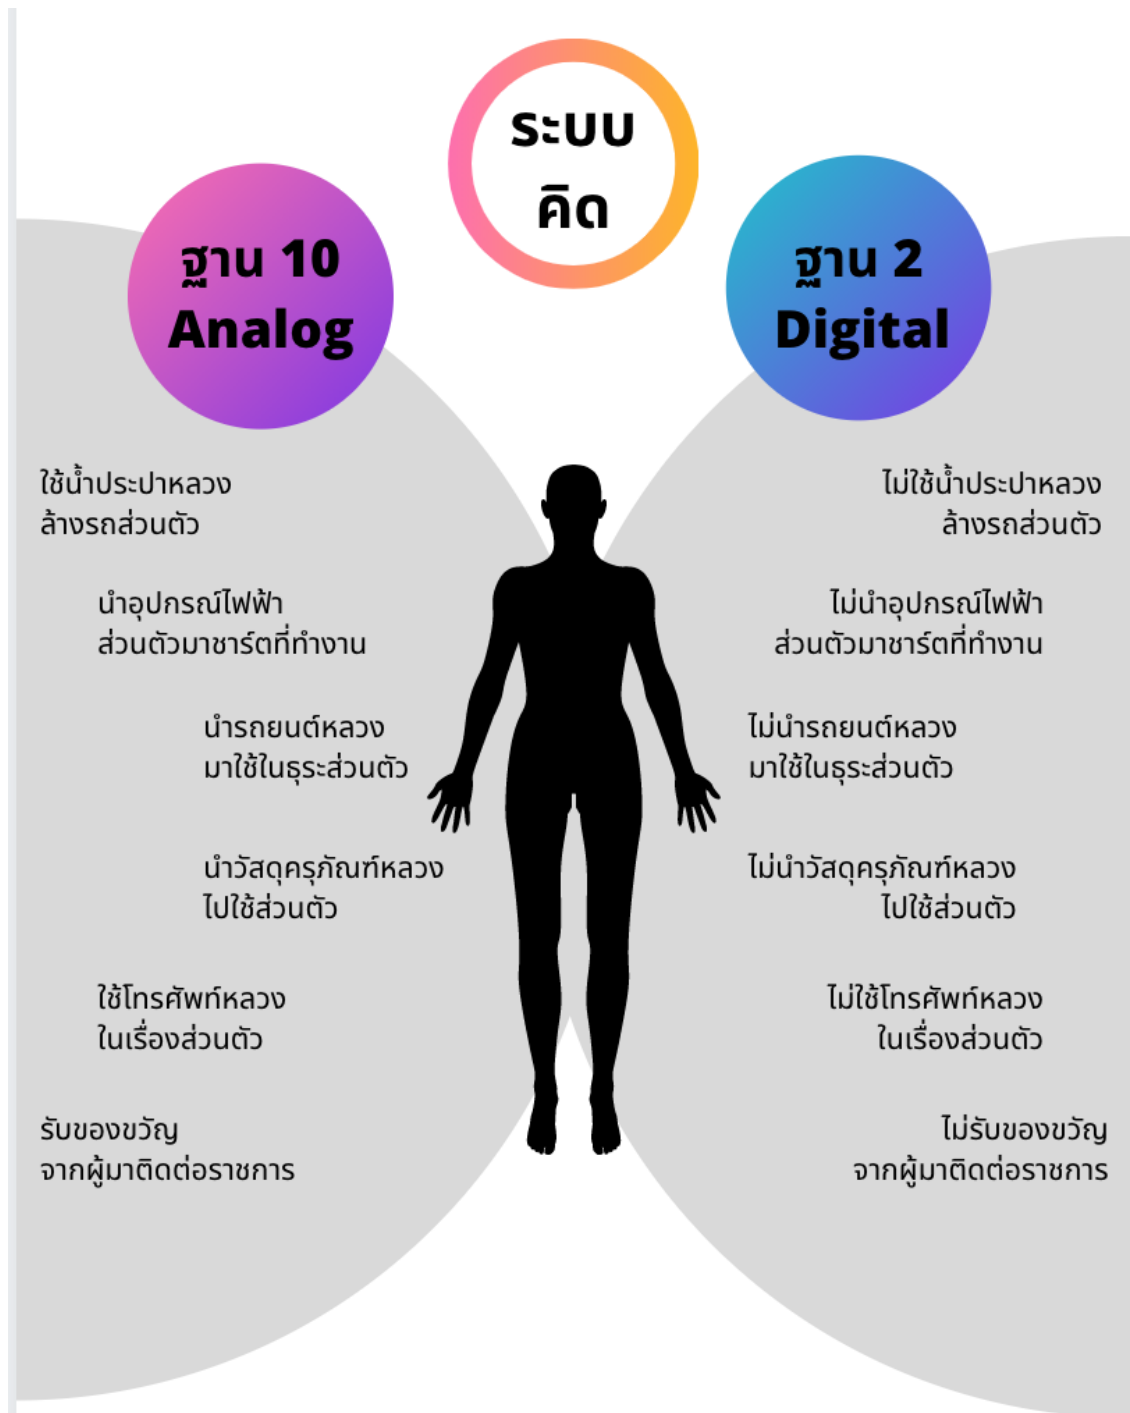 ระบบ
คิด
ฐาน 10
Analog
ฐาน 2
Digital
ใช้น้ำประปาหลวง
ล้างรถส่วนตัว
นำอุปกรณ์ไฟฟ้า
ส่วนตัวมาชาร์ตที่ทำงาน
นำรถยนต์หลวง
มาใช้ในธุระส่วนตัว
นำวัสดุครุภัณฑ์หลวง
ไปใช้ส่วนตัว
ใช้โทรศัพท์หลวง
ในเรื่องส่วนตัว
รับของขวัญ
จากผู้มาติดต่อราชการ
ไม่ใช้น้ำประปาหลวง
ล้างรถส่วนตัว
ไม่นำอุปกรณ์ไฟฟ้า
ส่วนตัวมาชาร์ตที่ทำงาน
ไม่นำรถยนต์หลวง
มาใช้ในธุระส่วนตัว
ไม่นำวัสดุครุภัณฑ์หลวง
ไปใช้ส่วนตัว
ไม่ใช้โทรศัพท์หลวง
ในเรื่องส่วนตัว
ไม่รับของขวัญ
จากผู้มาติดต่อราชการ